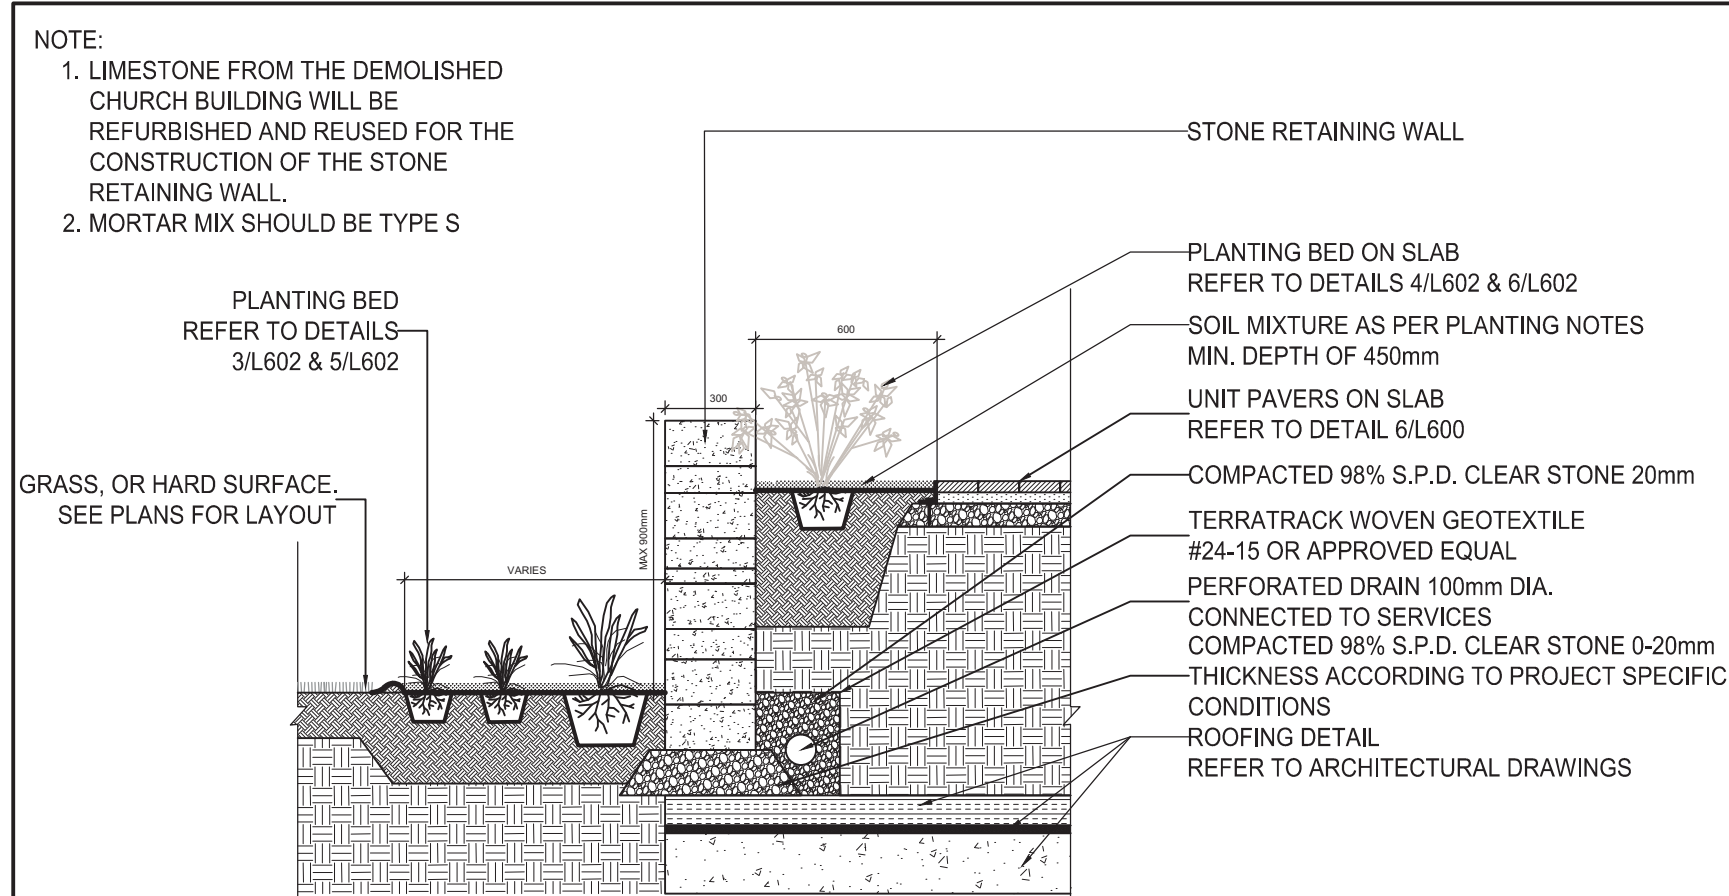 NOTE:
1. LIMESTONE FROM THE DEMOLISHED
CHURCH BUILDING WILL BE
REFURBISHED AND REUSED FOR THE
CONSTRUCTION OF THE STONE
RETAINING WALL.
2. MORTAR MIX SHOULD BE TYPE S
PLANTING BED
REFER TO DETAILS
3/L602 & 5/L602
GRASS, OR HARD SURFACE.
SEE PLANS FOR LAYOUT
VARIES
MAX 900mm
300
600
STONE RETAINING WALL
PLANTING BED ON SLAB
REFER TO DETAILS 4/L602 & 6/L602
SOIL MIXTURE AS PER PLANTING NOTES
MIN. DEPTH OF 450mm
UNIT PAVERS ON SLAB
REFER TO DETAIL 6/L600
COMPACTED 98% S.P.D. CLEAR STONE 20mm
TERRATRACK WOVEN GEOTEXTILE
#24-15 OR APPROVED EQUAL
PERFORATED DRAIN 100mm DIA.
CONNECTED TO SERVICES
COMPACTED 98% S.P.D. CLEAR STONE 0-20mm
THICKNESS ACCORDING TO PROJECT SPECIFIC
CONDITIONS
ROOFING DETAIL
REFER TO ARCHITECTURAL DRAWINGS